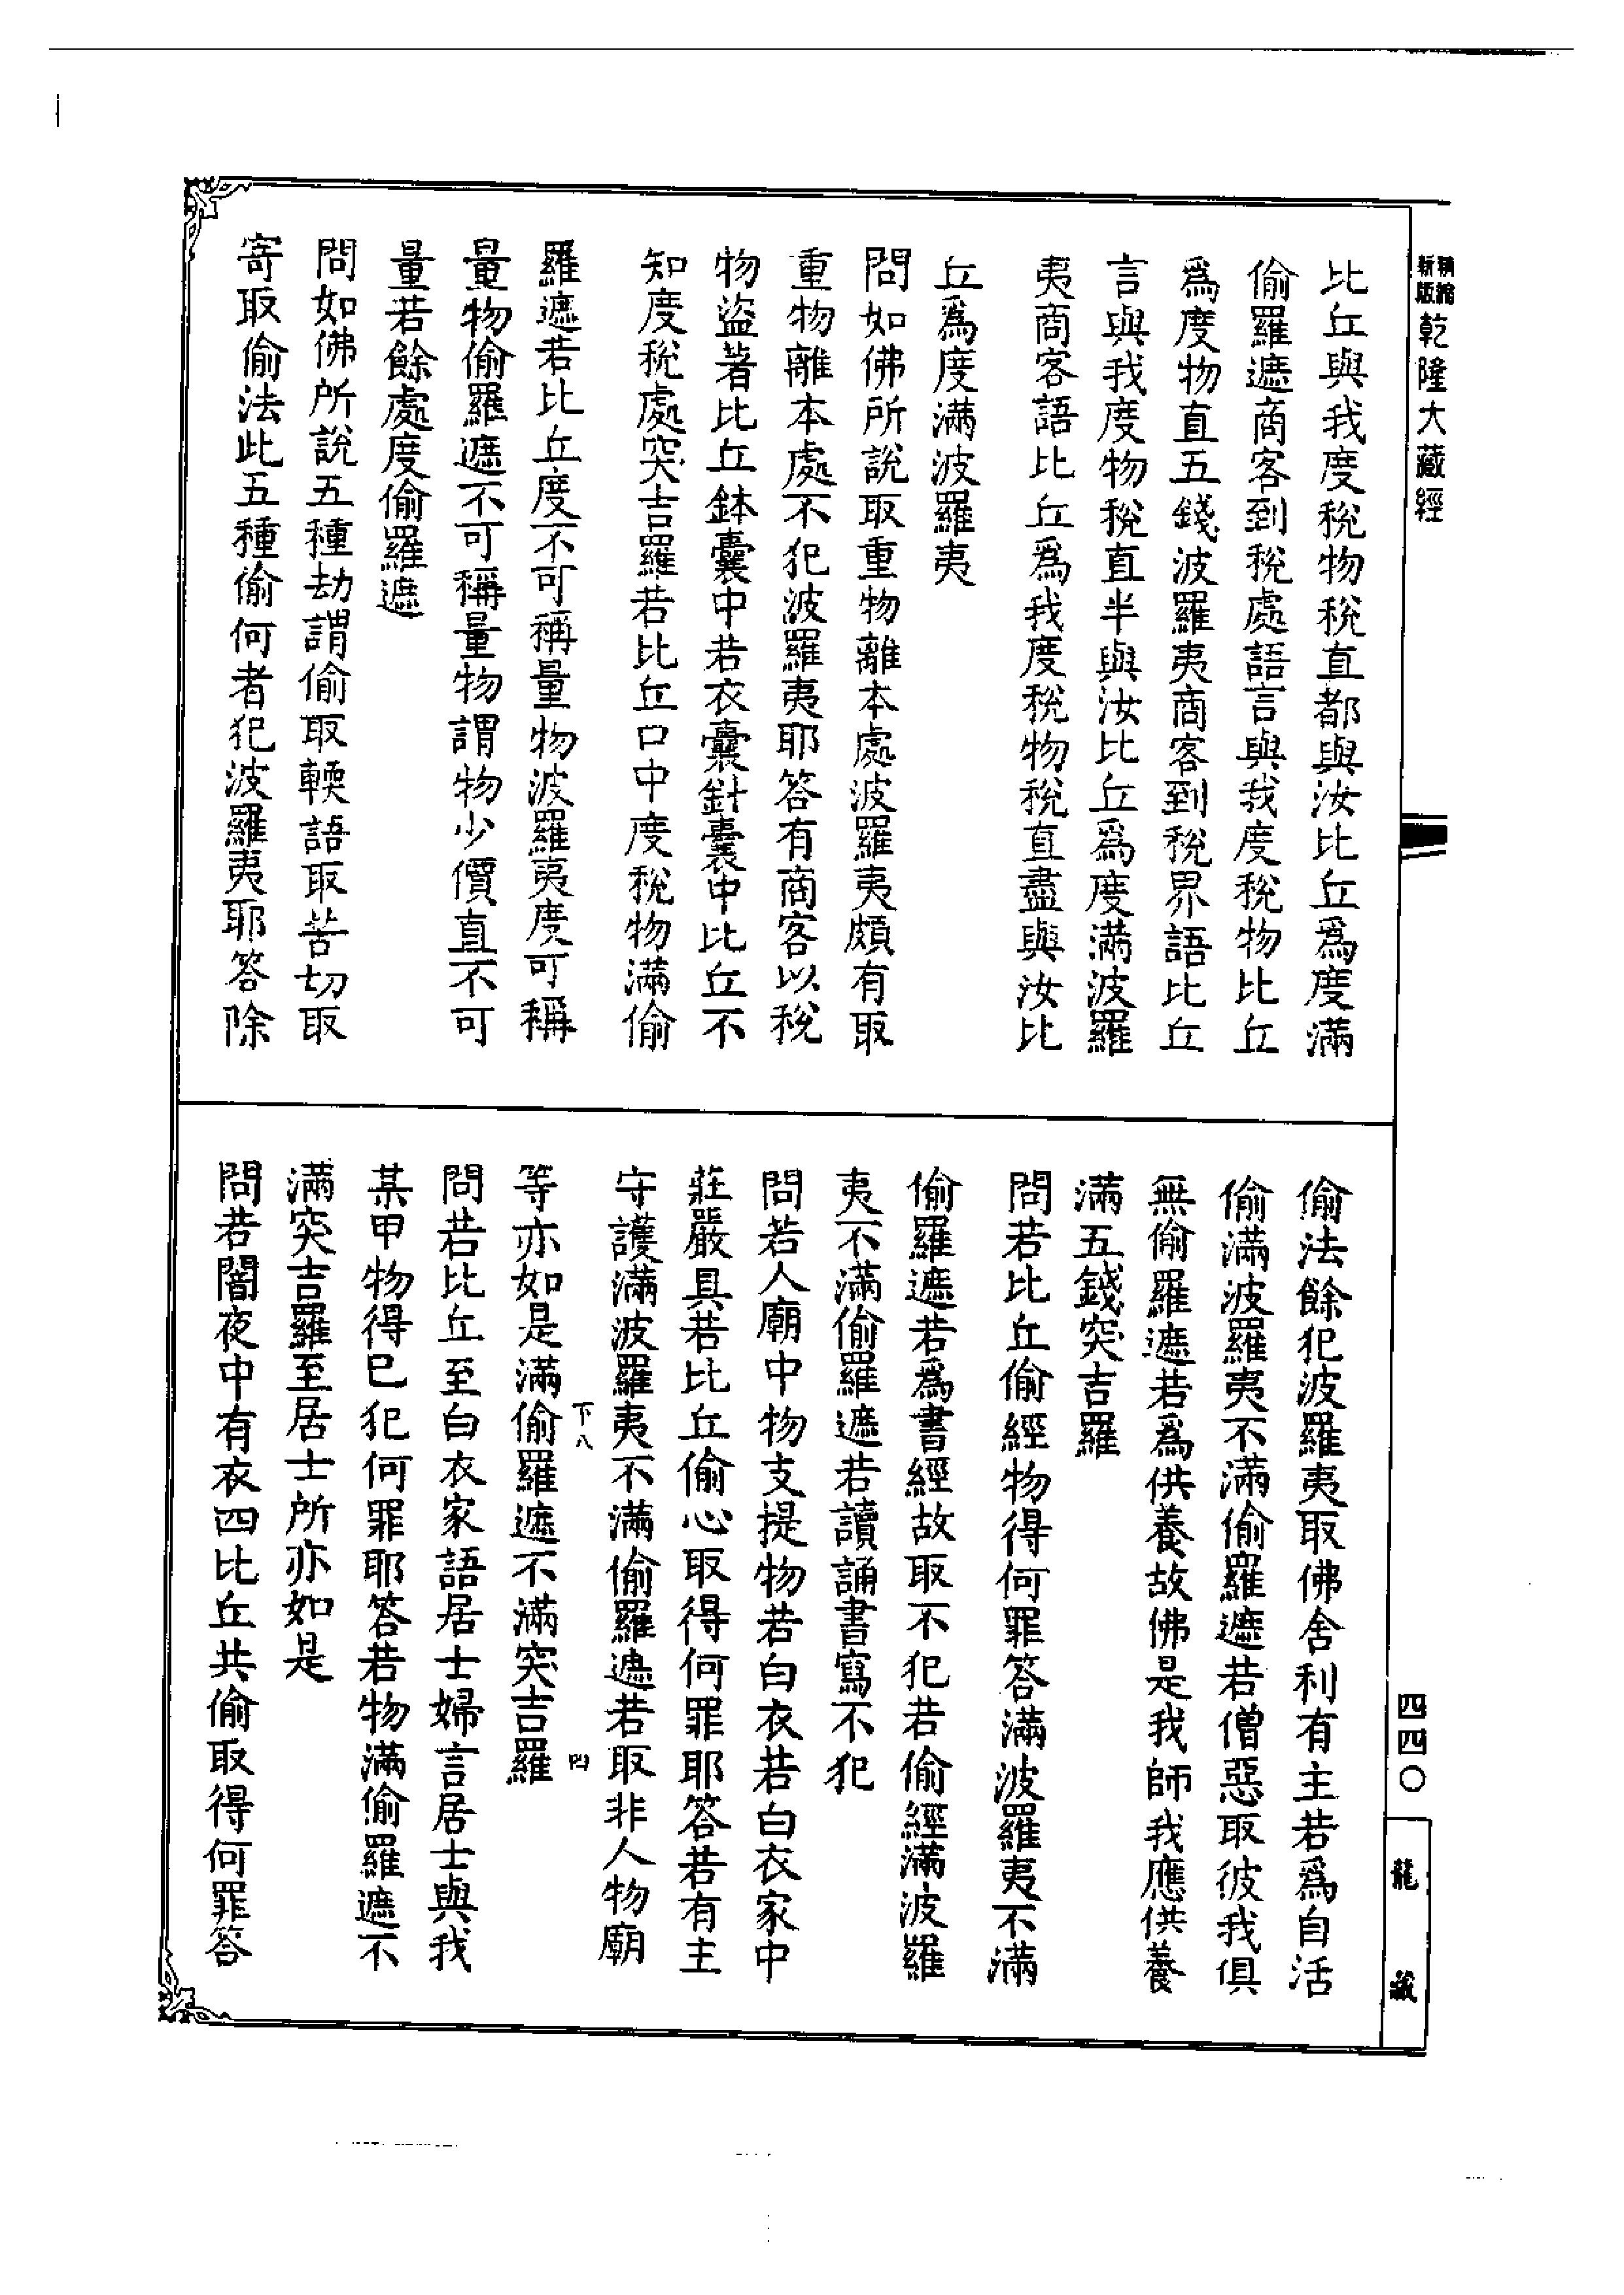 精縮
新版
乾隆大藏經
比丘與我度稅物稅直都與汝比丘爲度滿
偷羅遮商客到稅處語言與我度稅物比丘
爲度物直五錢波羅夷商客到稅界語比丘
言與我度物稅直半與汝比丘爲度滿波羅
夷商客語比丘爲我度稅物稅直盡與汝比
丘爲度滿波羅夷
問如佛所說取重物離本處波羅夷頗有取
重物離本處不犯波羅夷耶答有商客以稅
物盜著比丘鉢囊中若衣囊針囊中比丘不
知度稅處突吉羅若比丘口中度稅物滿偷
羅遮若比丘度不可稱量物波羅夷度可稱
量物偷羅遮不可稱量物謂物少價直不可
量若餘處度偷羅遮
問如佛所說五種劫謂偷取輭語取苦切取
寄取偷法此五種偷何者犯波羅夷耶答除
偷法餘犯波羅夷取佛舍利有主若爲自活
偷滿波羅夷不滿偷羅遮若僧惡取彼我俱
無偷羅遮若爲供養故佛是我師我應供養
滿五錢突吉羅
問若比丘偷經物得何罪答滿波羅夷不滿
偷羅遮若爲書經故取不犯若偷經滿波羅
夷不滿偷羅遮若讀誦書寫不犯
問若人廟中物支提物若白衣若白衣家中
莊嚴具若比丘偷心取得何罪耶答若有主
守護滿波羅夷不滿偷羅遮若取非人物廟
等亦如是滿偷羅遮不滿突吉羅
下八
四
問若比丘至白衣家語居士婦言居士與我
某甲物得已犯何罪耶答若物滿偷羅遮不
滿突吉羅至居士所亦如是
問若闇夜中有衣四比丘共偷取得何罪答
四四〇
龍藏